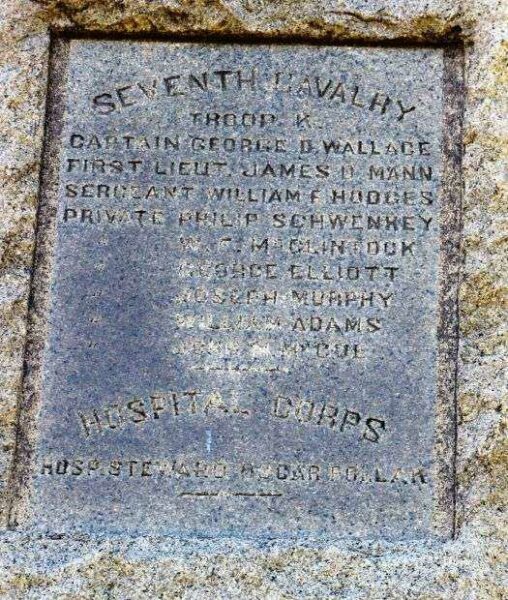 SEVENTH CAVALRY
TROOP K.
CAPTAIN GEORGE D. WALLACE
FIRST LIEUT. JAMES D. MANN
SERGEANT WILLIAM F. HODGES
PRIVATE PHILIP SCHWENKEY
" W. F. McCLINTOCK
" GEORGE ELLIOTT
" JOSEPH MURPHY
" WILLIAM ADAMS
" McCUE
HOSPITAL CORPS
HOSP. STEWARD OSCAR POLLAK